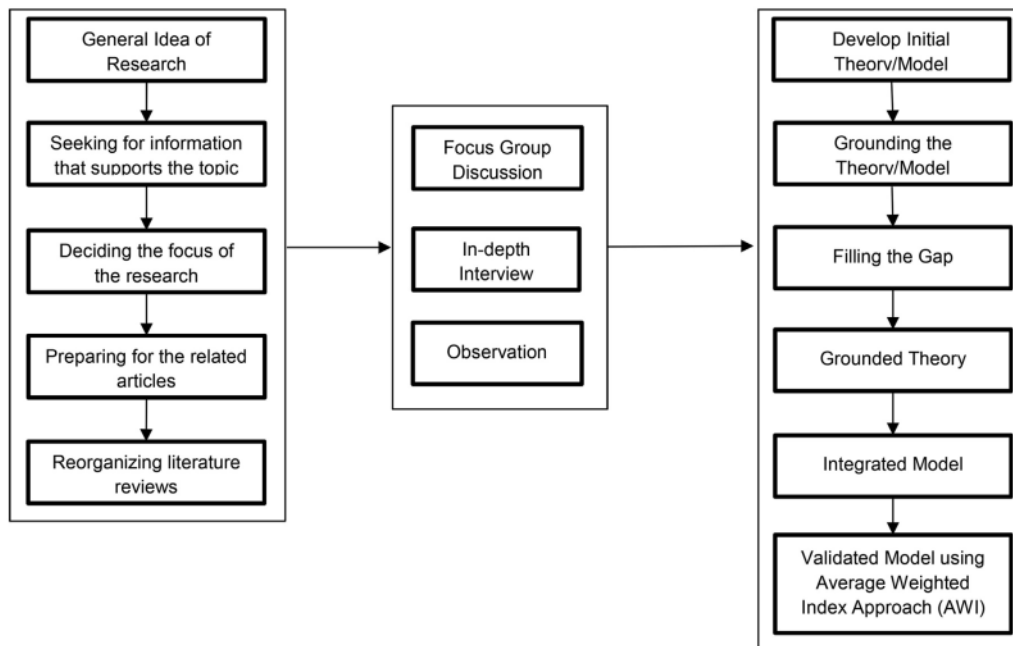 General Idea of
Research
Seeking for information
that supports the topic
Deciding the focus of
the research
Preparing for the related
articles
Reorganizing literature
reviews
Focus Group
Discussion
In-depth
Interview
Observation
Develop Initial
Theory/Model
Grounding the
Theory/Model
Filling the Gap
Grounded Theory
Integrated Model
Validated Model using
Average Weighted
Index Approach (AWI)